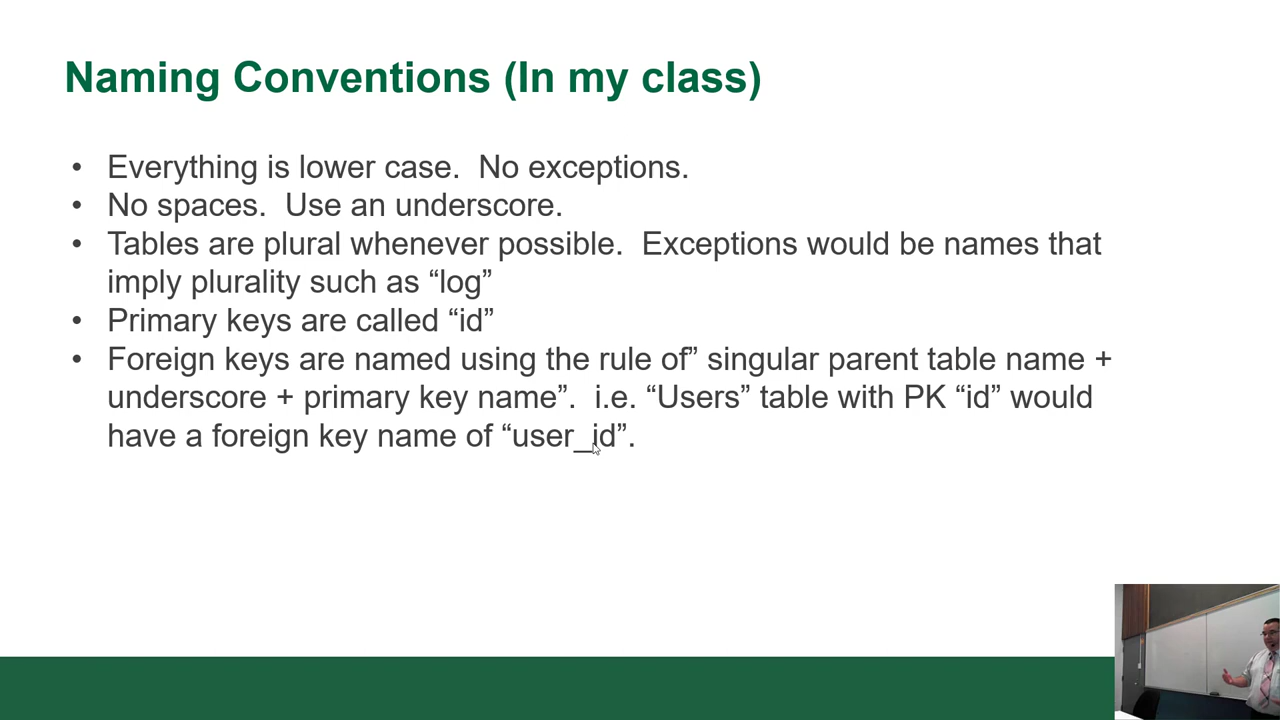 Naming Conventions (In my class)
• Everything is lower case.  No exceptions.
• No spaces.  Use an underscore.
• Tables are plural whenever possible.  Exceptions would be names that
imply plurality such as “log”
• Primary keys are called “id”
• Foreign keys are named using the rule of” singular parent table name +
underscore + primary key name”.  i.e. “Users” table with PK “id” would
have a foreign key name of “user_id”.